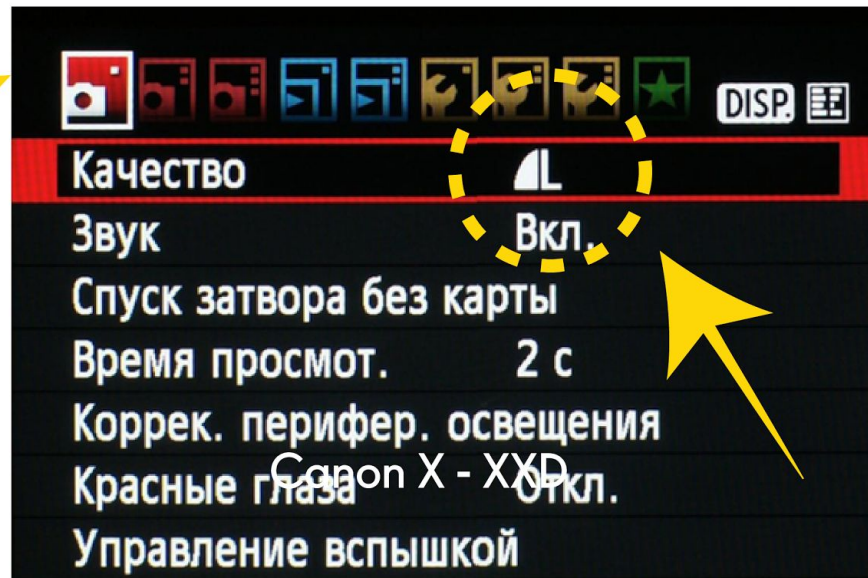 DISP.
Качество L
Звук Вкл.
Спуск затвора без карты
Время просмот. 2 с
Коррек. перифер. освещения
Красные глаза Откл.
Canon X - XXD
Управление вспышкой